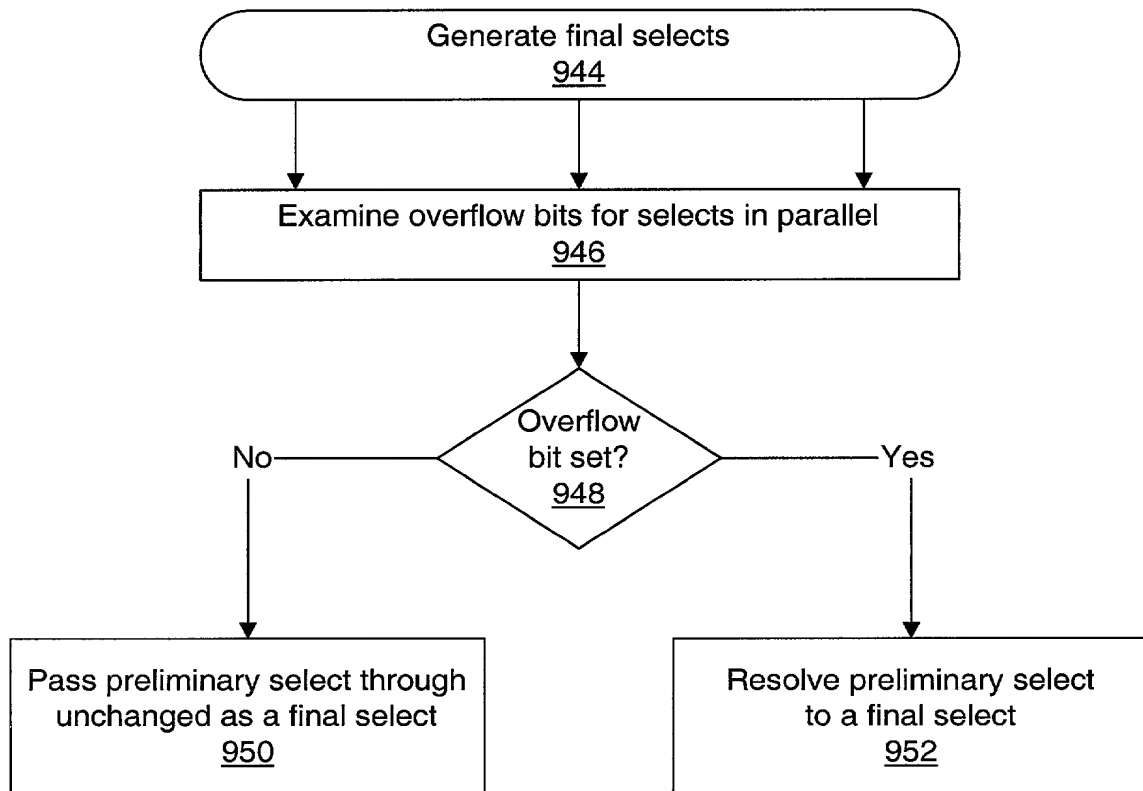 Generate final selects
944
Examine overflow bits for selects in parallel
946
Overflow
bit set?
948
No
Yes
Pass preliminary select through
unchanged as a final select
950
Resolve preliminary select
to a final select
952